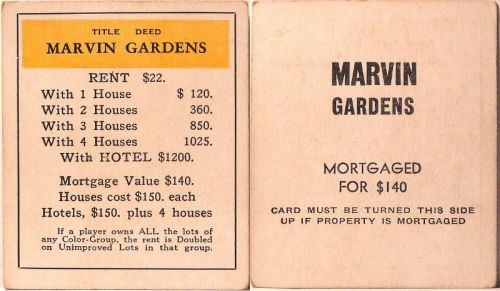 TITLE DEED
MARVIN GARDENS
RENT $22.
With 1 House $ 120.
With 2 Houses 360.
With 3 Houses 850.
With 4 Houses 1025.
With HOTEL $1200.
Mortgage Value $140.
Houses cost $150. each
Hotels, $150. plus 4 houses
If a player owns ALL the lots of
any Color-Group, the rent is Doubled
on Unimproved Lots in that group.
MARVIN
GARDENS
MORTGAGED
FOR $140
CARD MUST BE TURNED THIS SIDE
UP IF PROPERTY IS MORTGAGED